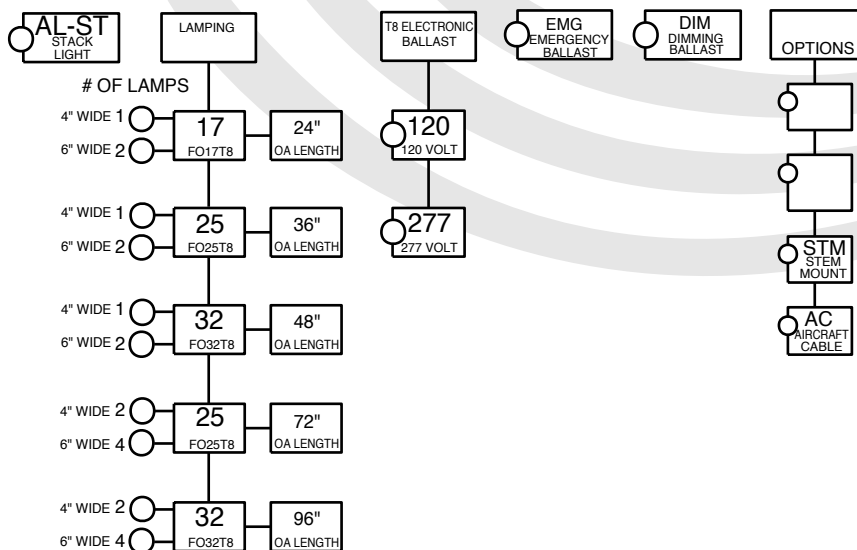 AL-ST
STACK
LIGHT
LAMPING
T8 ELECTRONIC
BALLAST
EMG
EMERGENCY
BALLAST
DIM
DIMMING
BALLAST
OPTIONS
# OF LAMPS
4" WIDE 1
6" WIDE 2
17
FO17T8
24"
OA LENGTH
120
120 VOLT
4" WIDE 1
6" WIDE 2
25
FO25T8
36"
OA LENGTH
277
277 VOLT
STM
STEM
MOUNT
4" WIDE 1
6" WIDE 2
32
FO32T8
48"
OA LENGTH
AC
AIRCRAFT
CABLE
4" WIDE 2
6" WIDE 4
25
FO25T8
72"
OA LENGTH
4" WIDE 2
6" WIDE 4
32
FO32T8
96"
OA LENGTH